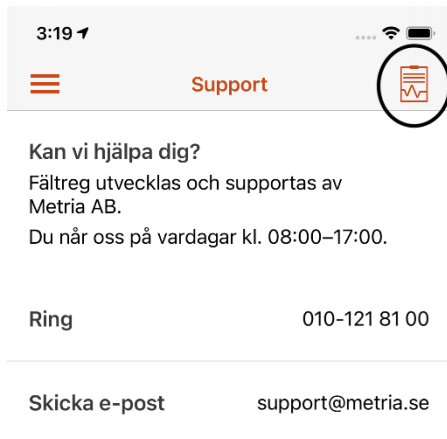 3:19
Support
Kan vi hjälpa dig?
Fältreg utvecklas och supportas av
Metria AB.
Du når oss på vardagar kl. 08:00–17:00.
Ring 010-121 81 00
Skicka e-post support@metria.se